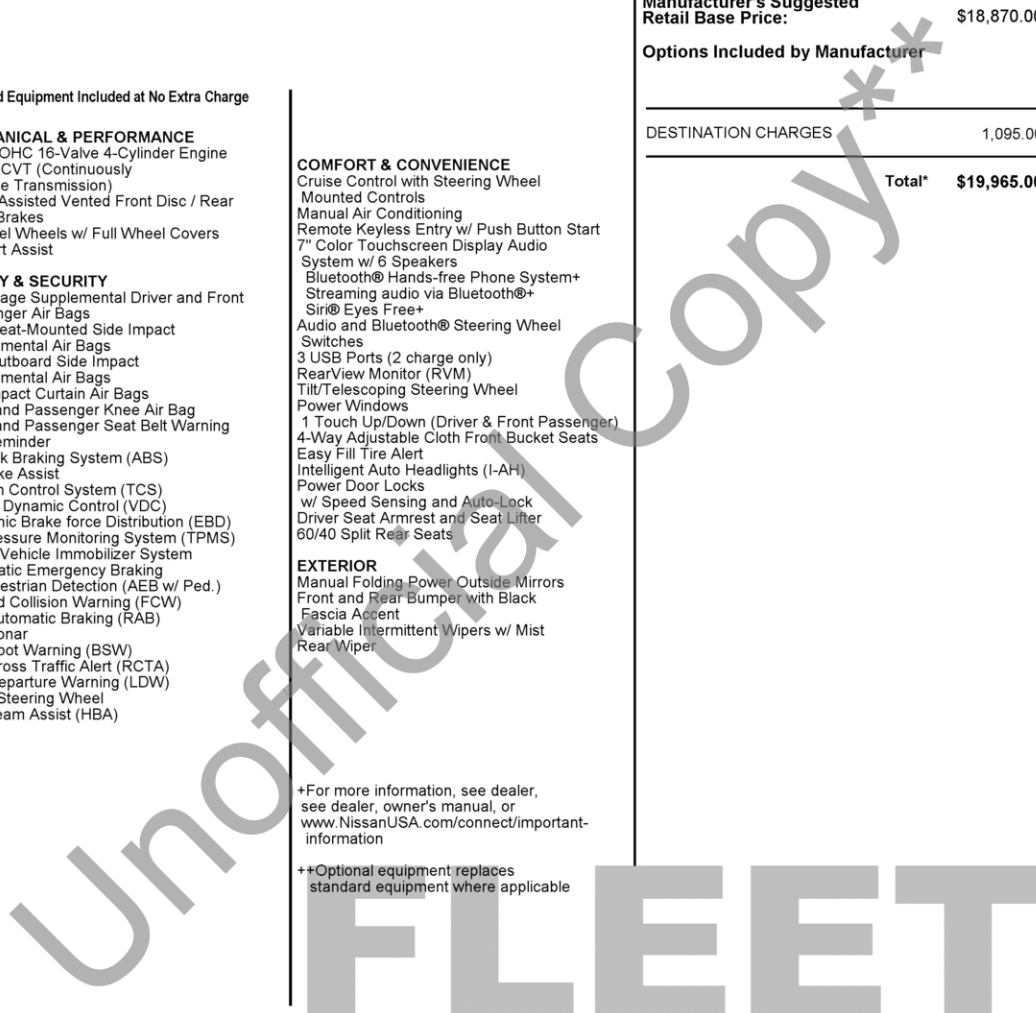 d Equipment Included at No Extra Charge
ANICAL & PERFORMANCE
OHC 16-Valve 4-Cylinder Engine
CVT (Continuously
e Transmission)
Assisted Vented Front Disc / Rear
Brakes
el Wheels w/ Full Wheel Covers
rt Assist
Y & SECURITY
age Supplemental Driver and Front
nger Air Bags
eat-Mounted Side Impact
mental Air Bags
utboard Side Impact
mental Air Bags
pact Curtain Air Bags
and Passenger Knee Air Bag
and Passenger Seat Belt Warning
eminder
k Braking System (ABS)
ke Assist
n Control System (TCS)
Dynamic Control (VDC)
nic Brake force Distribution (EBD)
essure Monitoring System (TPMS)
Vehicle Immobilizer System
atic Emergency Braking
estrian Detection (AEB w/ Ped.)
d Collision Warning (FCW)
utomatic Braking (RAB)
onar
pot Warning (BSW)
ross Traffic Alert (RCTA)
eparture Warning (LDW)
Steering Wheel
eam Assist (HBA)
COMFORT & CONVENIENCE
Cruise Control with Steering Wheel
Mounted Controls
Manual Air Conditioning
Remote Keyless Entry w/ Push Button Start
7" Color Touchscreen Display Audio
System w/ 6 Speakers
Bluetooth® Hands-free Phone System+
Streaming audio via Bluetooth®+
Siri® Eyes Free+
Audio and Bluetooth® Steering Wheel
Switches
3 USB Ports (2 charge only)
RearView Monitor (RVM)
Tilt/Telescoping Steering Wheel
Power Windows
1 Touch Up/Down (Driver & Front Passenger)
4-Way Adjustable Cloth Front Bucket Seats
Easy Fill Tire Alert
Intelligent Auto Headlights (I-AH)
Power Door Locks
w/ Speed Sensing and Auto-Lock
Driver Seat Armrest and Seat Lifter
60/40 Split Rear Seats
EXTERIOR
Manual Folding Power Outside Mirrors
Front and Rear Bumper with Black
Fascia Accent
Variable Intermittent Wipers w/ Mist
Rear Wiper
+For more information, see dealer,
see dealer, owner's manual, or
www.NissanUSA.com/connect/important-
information
++Optional equipment replaces
standard equipment where applicable
Manufacturer's Suggested
Retail Base Price: $18,870.00
Options Included by Manufacturer
DESTINATION CHARGES 1,095.00
Total* $19,965.00
Unofficial Copy**
FLEET